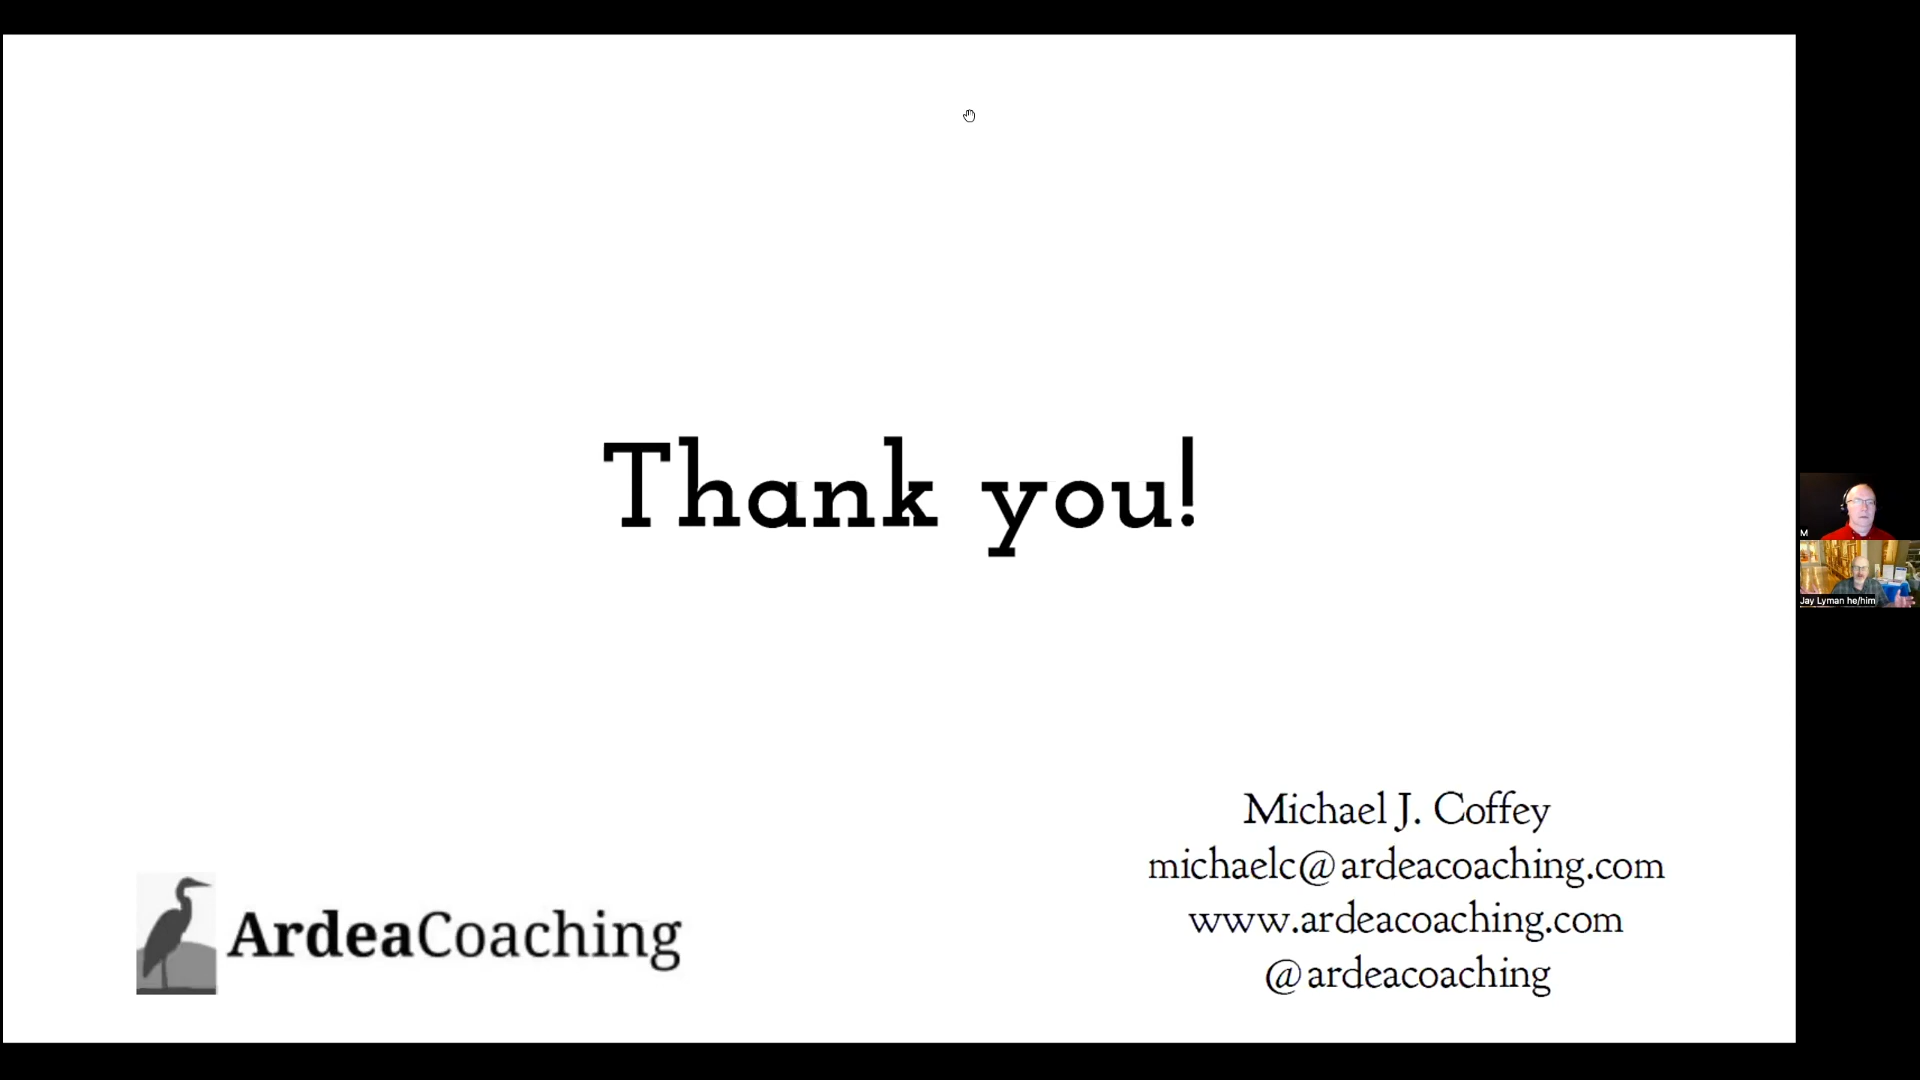 Thank you!
M
Jay Lyman he/him
Michael J. Coffey
michaelc@ardeacoaching.com
www.ardeacoaching.com
@ardeacoaching
ArdeaCoaching